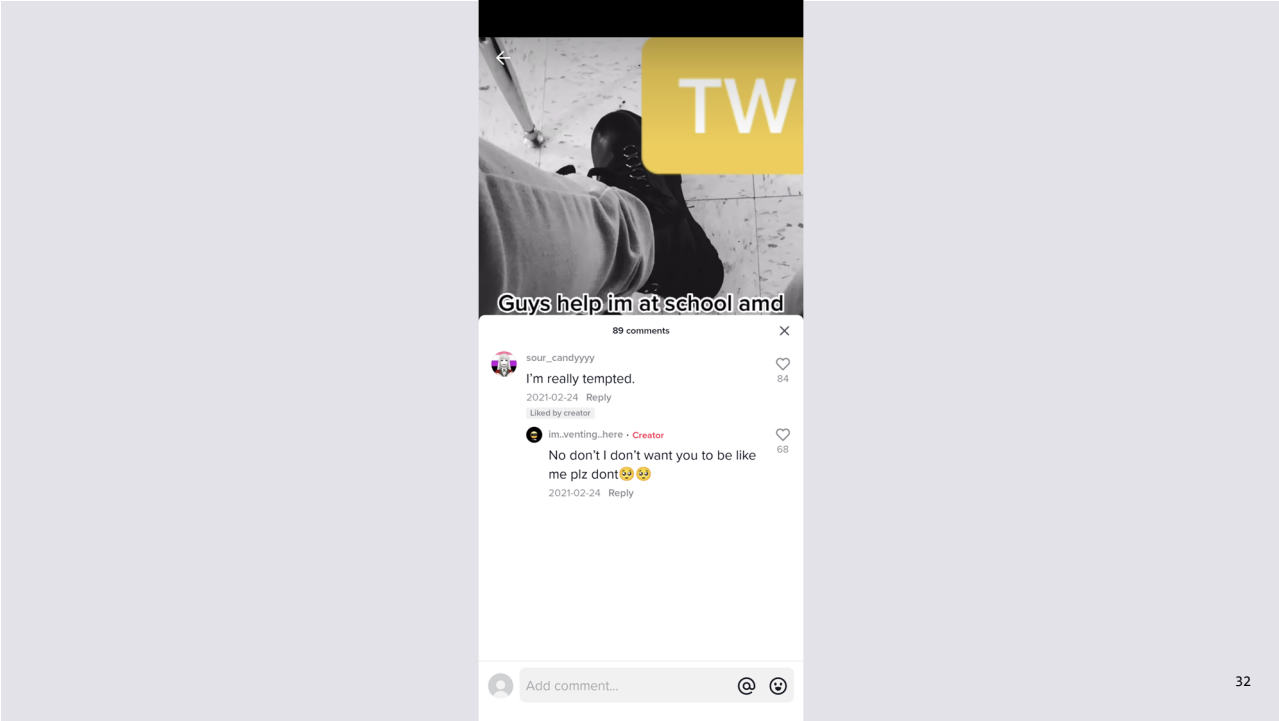 TW
Guys help im at school amd
89 comments
sour_candyyyy
I'm really tempted.
84
2021-02-24 Reply
Liked by creator
im..venting..here · Creator
No don't I don't want you to be like
68
me plz dont🥺🥺
2021-02-24 Reply
Add comment...
32